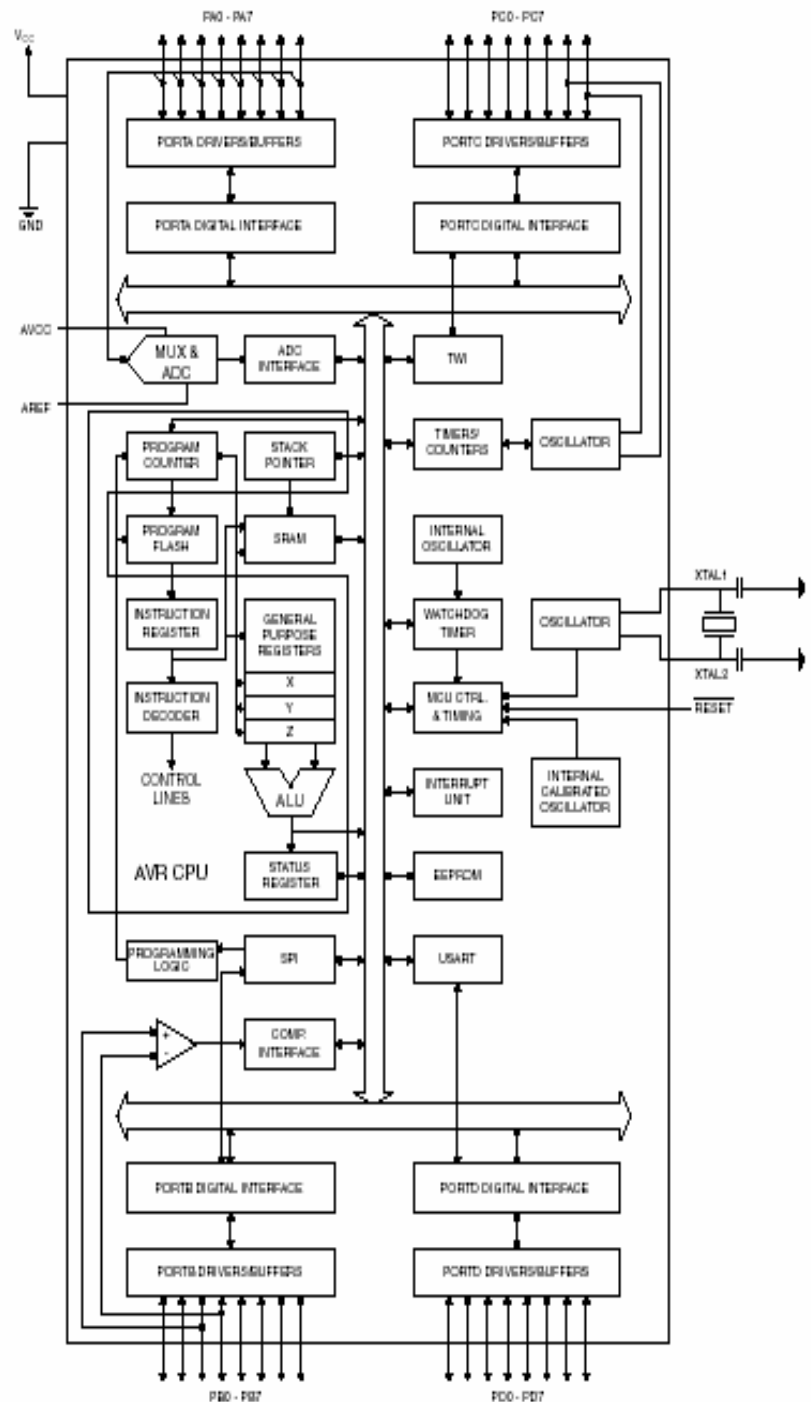 PA0 - PA7
PC0 - PC7
VCC
PORTA DRIVERS/BUFFERS
PORTC DRIVERS/BUFFERS
GND
PORTA DIGITAL INTERFACE
PORTC DIGITAL INTERFACE
AVCC
MUX &
ADC
ADC
INTERFACE
TWI
AREF
PROGRAM
COUNTER
STACK
POINTER
TIMERS/
COUNTERS
OSCILLATOR
PROGRAM
FLASH
SRAM
INTERNAL
OSCILLATOR
XTAL1
INSTRUCTION
REGISTER
GENERAL
PURPOSE
REGISTERS
WATCHDOG
TIMER
OSCILLATOR
XTAL2
X
INSTRUCTION
DECODER
Y
MCU CTRL.
& TIMING
RESET
Z
CONTROL
LINES
ALU
INTERRUPT
UNIT
INTERNAL
CALIBRATED
OSCILLATOR
AVR CPU
STATUS
REGISTER
EEPROM
PROGRAMMING
LOGIC
SPI
USART
+
-
COMP.
INTERFACE
PORTB DIGITAL INTERFACE
PORTD DIGITAL INTERFACE
PORTB DRIVERS/BUFFERS
PORTD DRIVERS/BUFFERS
PB0 - PB7
PD0 - PD7